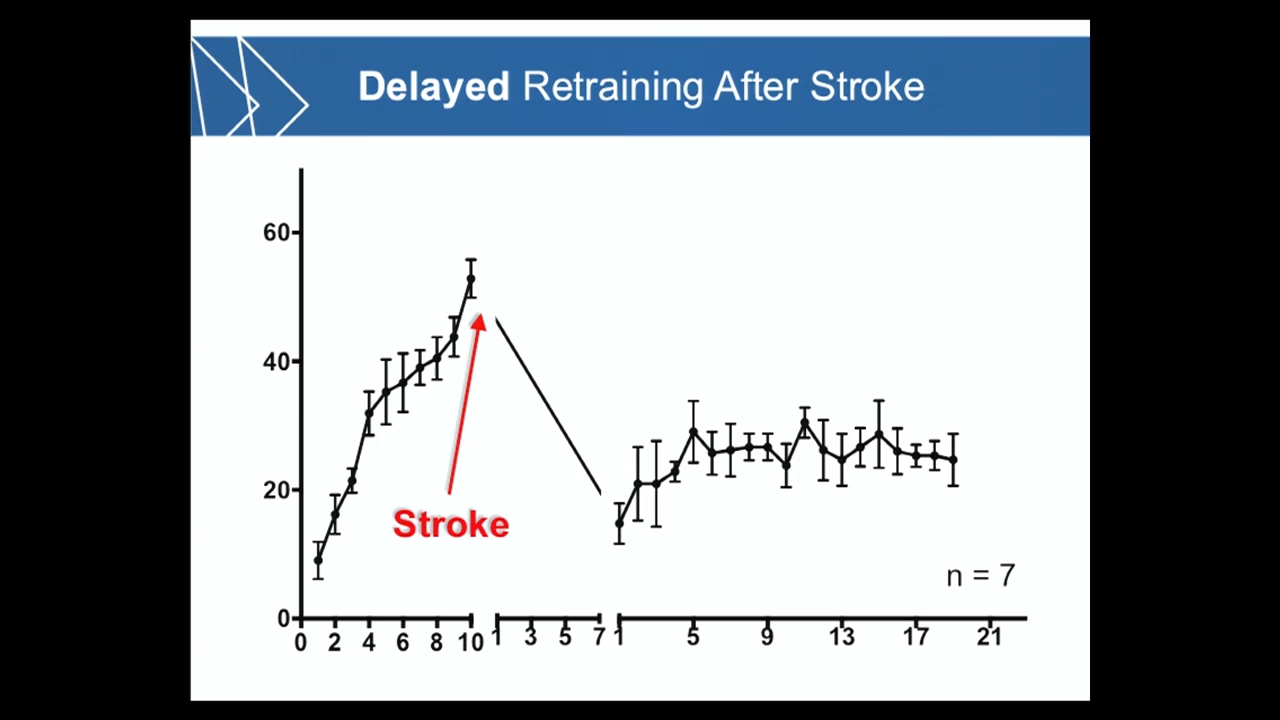 Delayed Retraining After Stroke
60
40
20
0
Stroke
n = 7
0 2 4 6 8 10 1 3 5 7 1 5 9 13 17 21